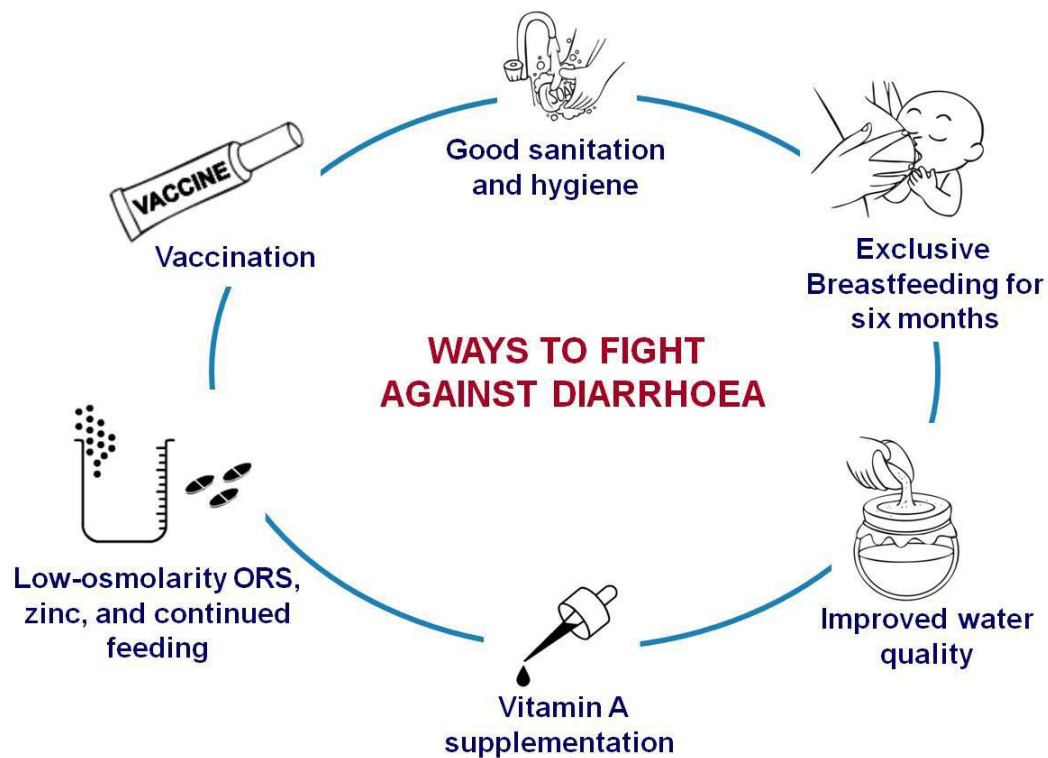 SOAP
Good sanitation
and hygiene
Exclusive
Breastfeeding for
six months
Improved water
quality
Vitamin A
supplementation
Low-osmolarity ORS,
zinc, and continued
feeding
VACCINE
Vaccination
WAYS TO FIGHT
AGAINST DIARRHOEA